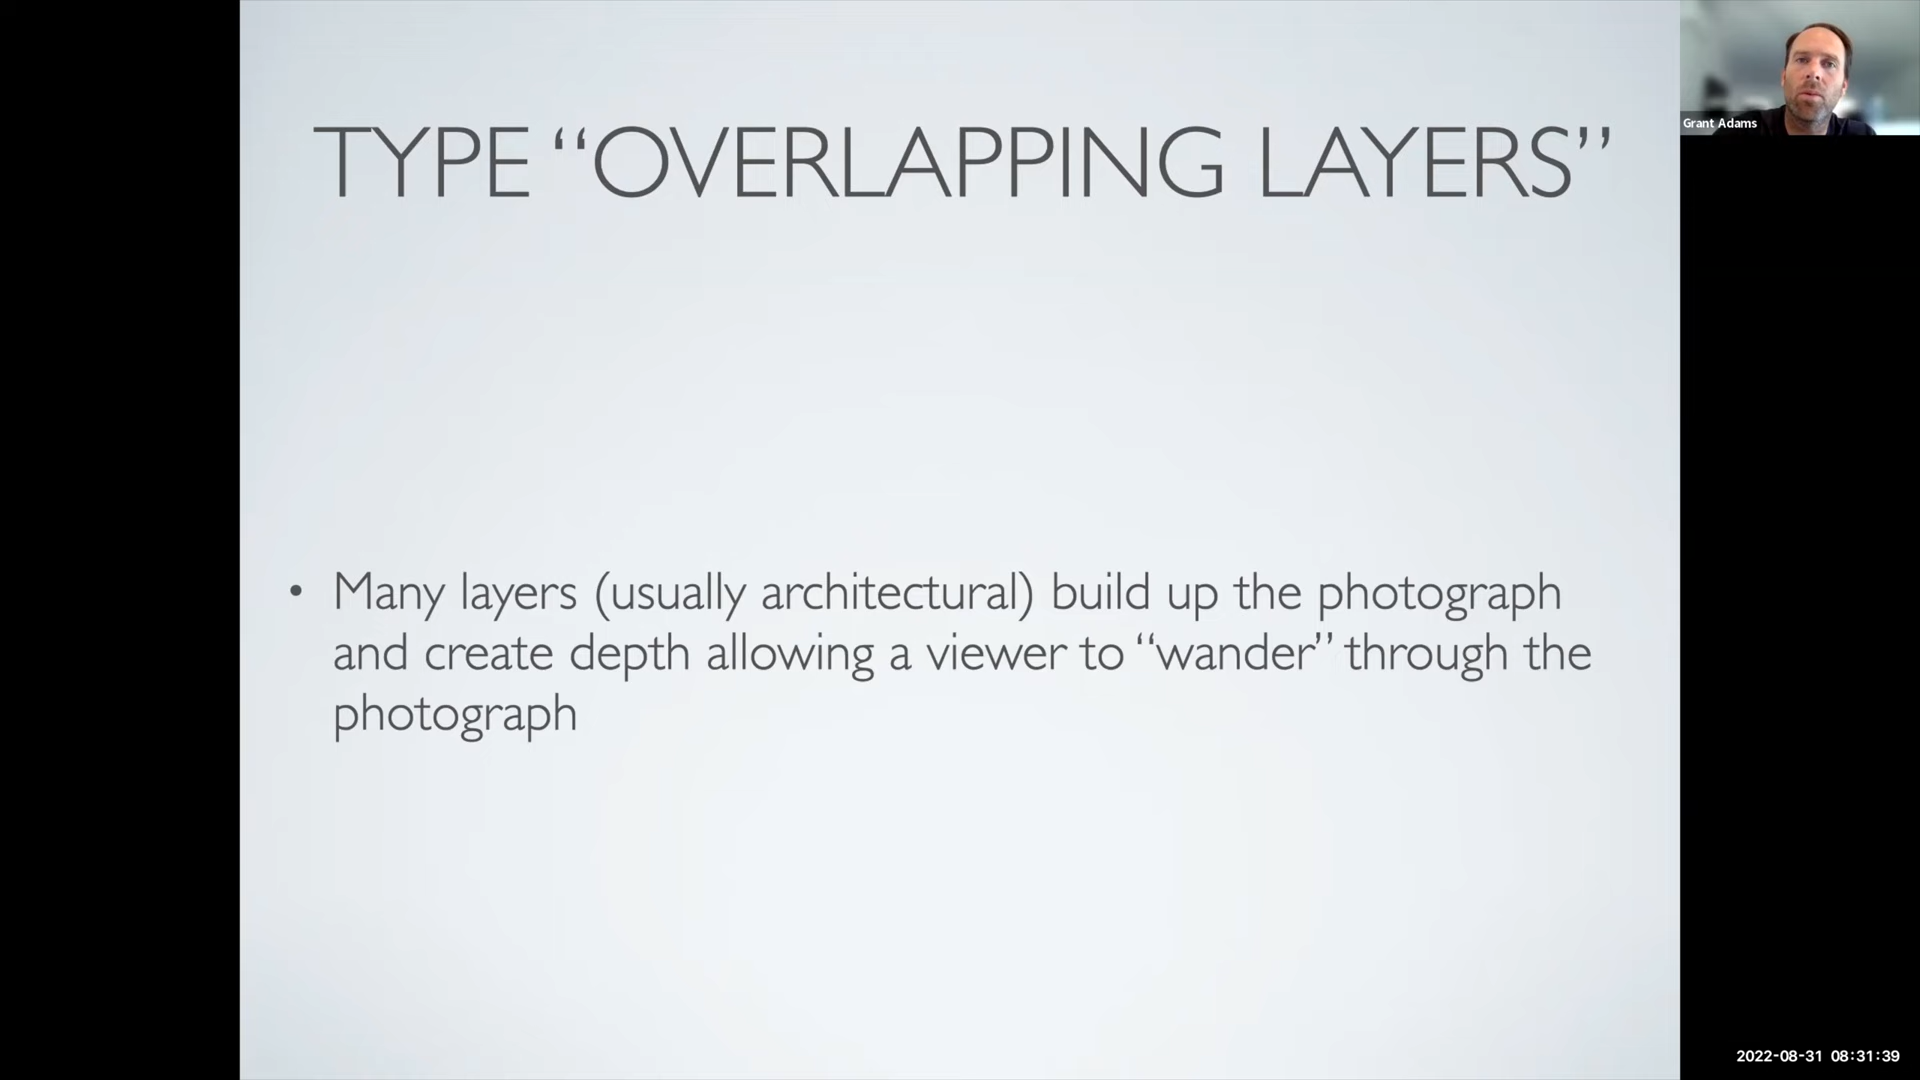 TYPE “OVERLAPPING LAYERS”
Grant Adams
• Many layers (usually architectural) build up the photograph
and create depth allowing a viewer to “wander” through the
photograph
2022-08-31 08:31:39